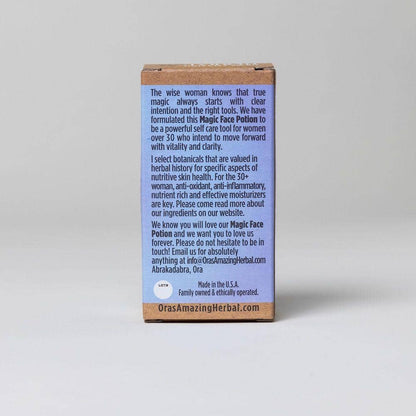 The wise woman knows that true
magic always starts with clear
intention and the right tools. We have
formulated this Magic Face Potion to
be a powerful self care tool for women
over 30 who intend to move forward
with vitality and clarity.
I select botanicals that are valued in
herbal history for specific aspects of
nutritive skin health. For the 30+
woman, anti-oxidant, anti-inflammatory,
nutrient rich and effective moisturizers
are key. Please come read more about
our ingredients on our website.
We know you will love our Magic Face
Potion and we want you to love us
forever. Please do not hesitate to be in
touch! Email us for absolutely
anything at info@OrasAmazingHerbal.com
Abrakadabra, Ora
Made in the U.S.A.
Family owned & ethically operated.
OrasAmazingHerbal.com